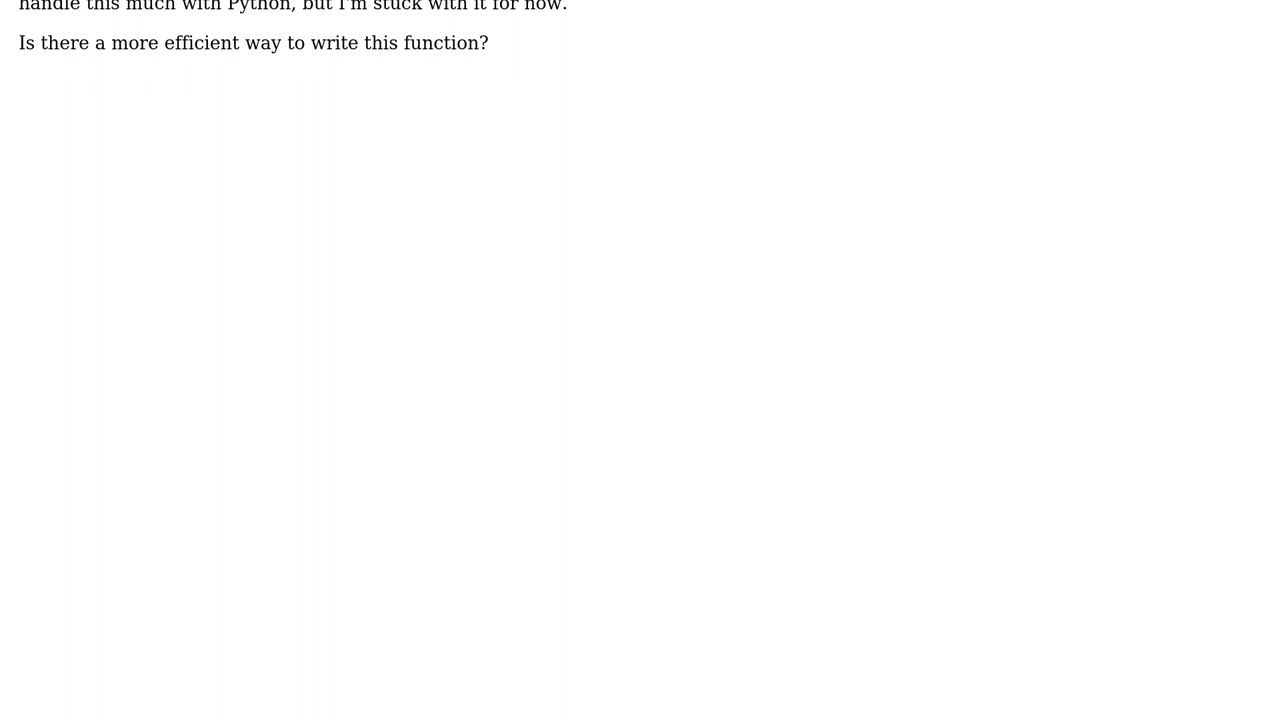 handle this much with Python, but I'm stuck with it for now.
Is there a more efficient way to write this function?